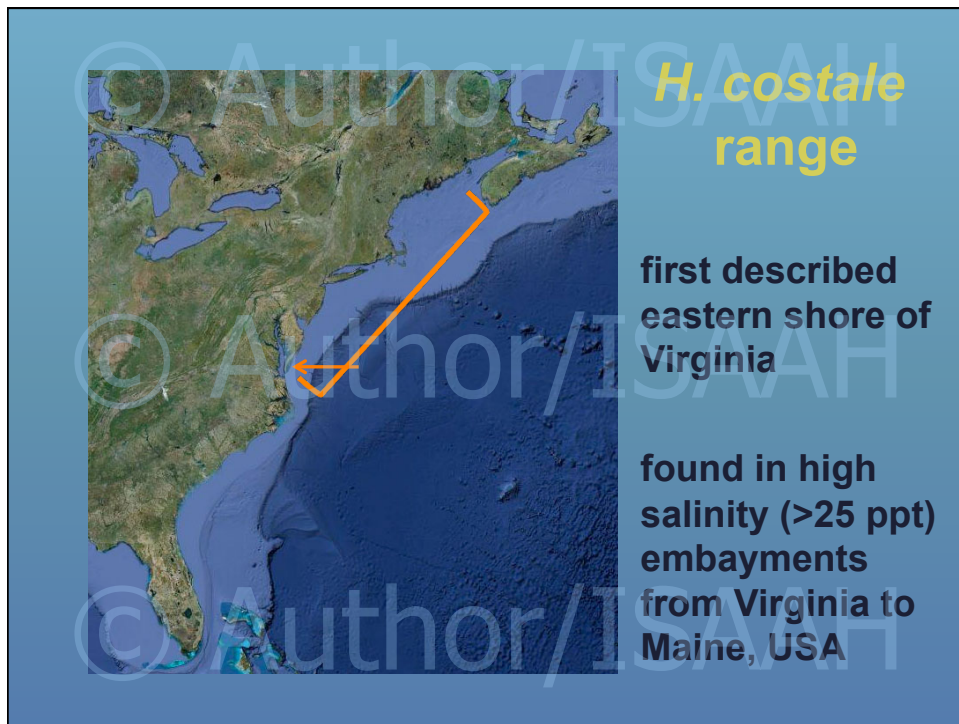 © Author/ISAAH
H. costale
range
first described
eastern shore of
Virginia
© Author/ISAAH
found in high
salinity (>25 ppt)
embayments
from Virginia to
Maine, USA
© Author/ISAAH